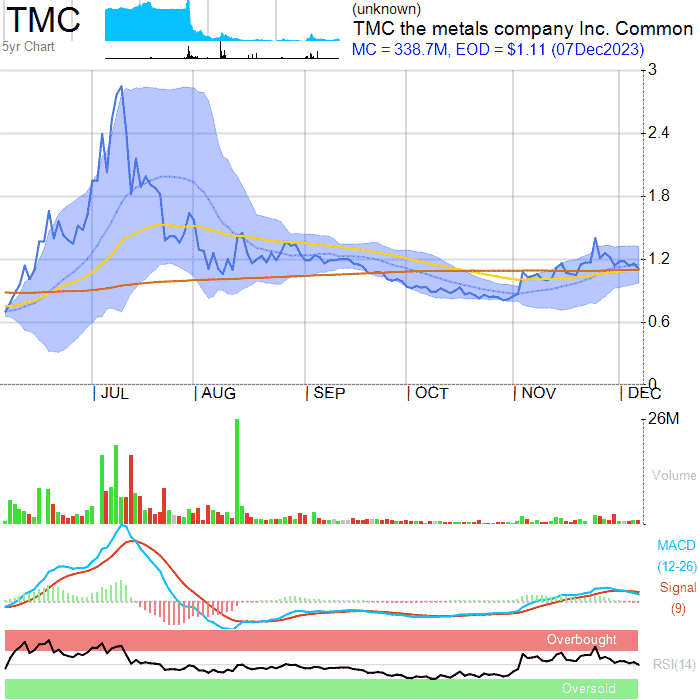 TMC
5yr Chart
(unknown)
TMC the metals company Inc. Common
MC = 338.7M, EOD = $1.11 (07Dec2023)
3
2.4
1.8
1.2
0.6
0
JUL AUG SEP OCT NOV DEC
26M
Volume
MACD
(12-26)
Signal
(9)
Overbought
RSI(14)
Oversold